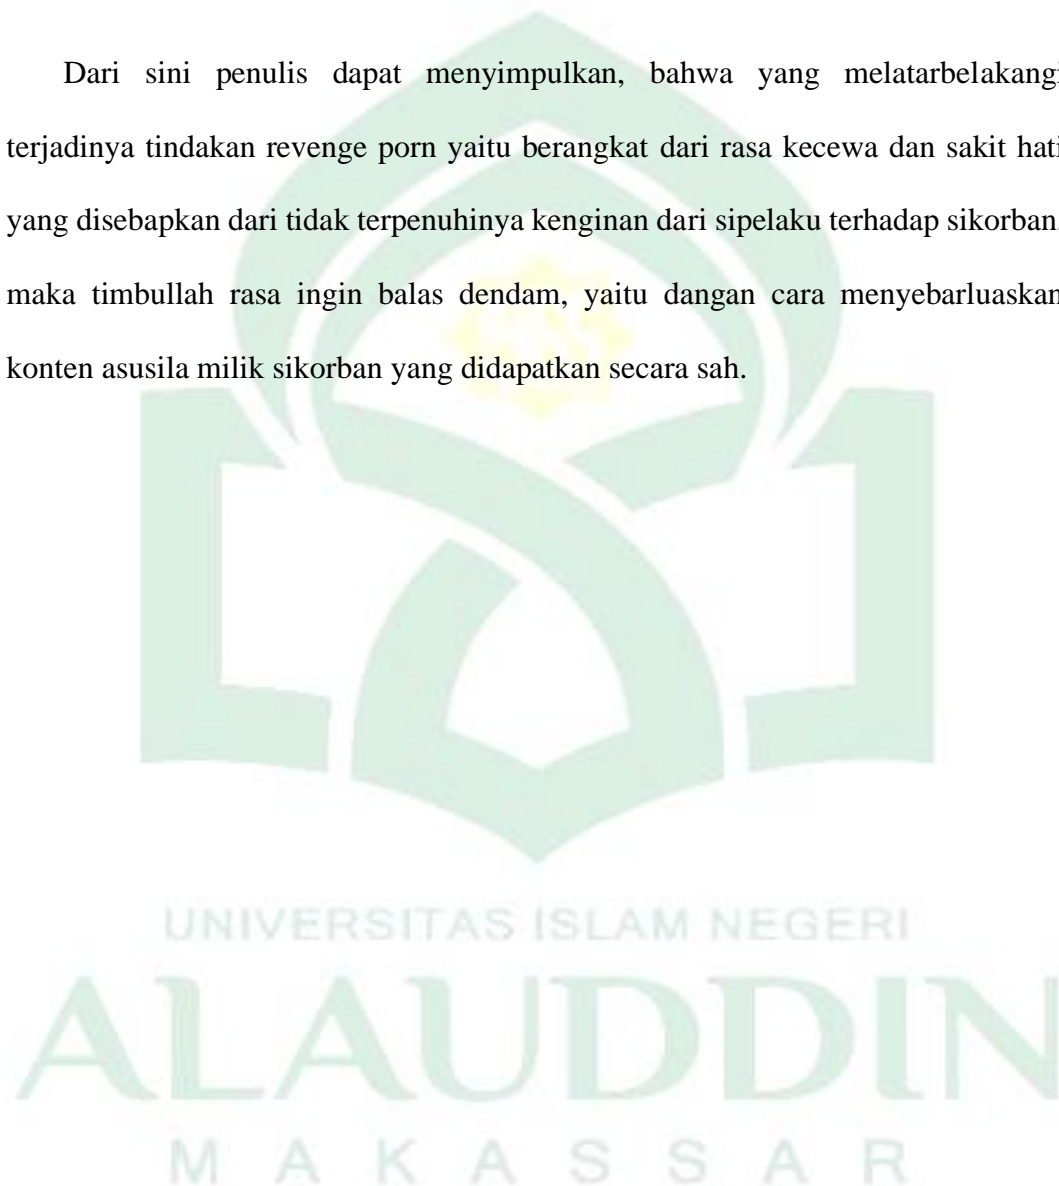 Dari sini penulis dapat menyimpulkan, bahwa yang melatarbelakangi
terjadinya tindakan revenge porn yaitu berangkat dari rasa kecewa dan sakit hati
yang disebapkan dari tidak terpenuhinya kenginan dari sipelaku terhadap sikorban.
maka timbullah rasa ingin balas dendam, yaitu dangan cara menyebarluaskan
konten asusila milik sikorban yang didapatkan secara sah.
UNIVERSITAS ISLAM NEGERI
ALAUDDIN
MAKASSAR